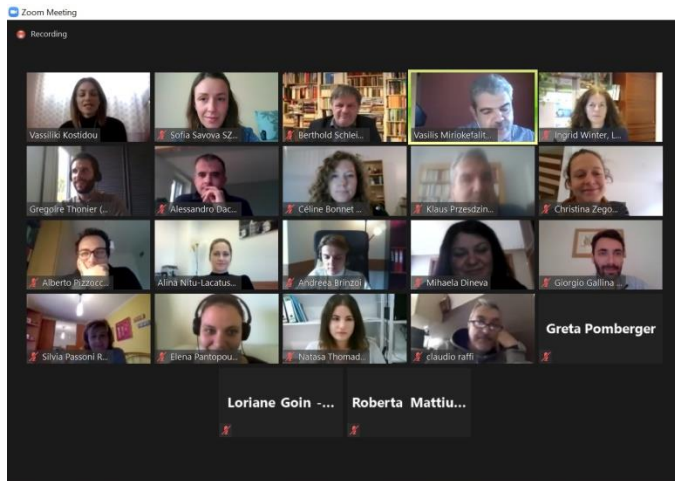 Zoom Meeting
Recording
Vassiliki Kostidou
Sofia Savova SZ...
Berthold Schlei...
Vasilis Miriokefalit...
Ingrid Winter, L...
Gregoire Thonier (...
Alessandro Dac...
Céline Bonnet ...
Klaus Przesdzin...
Christina Zego...
Alberto Pizzocc...
Alina Nitu-Lacatus...
Andreea Brinzoi
Mihaela Dineva
Giorgio Gallina ...
Silvia Passoni R...
Elena Pantopou...
Natasa Thomad...
claudio raffi
Greta Pomberger
Loriane Goin -...
Roberta Mattiu...